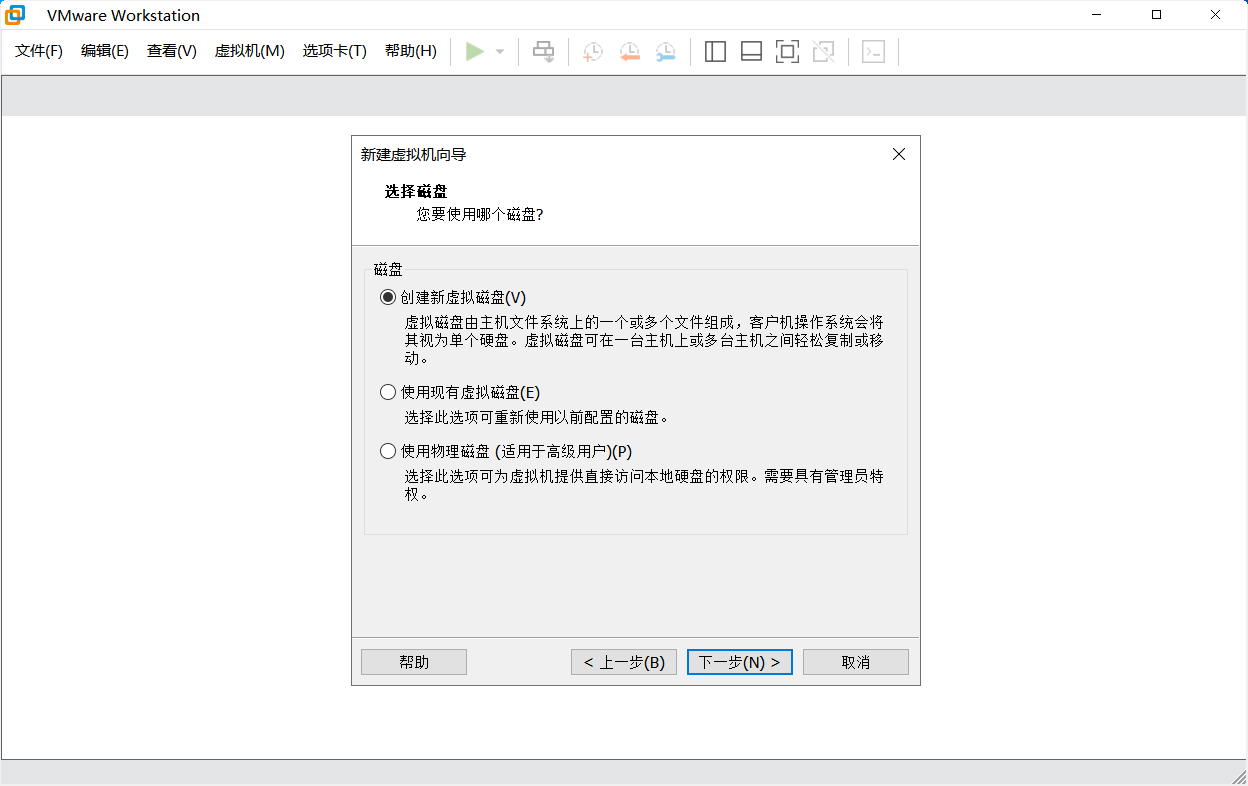 VMware Workstation
文件(F) 编辑(E) 查看(V) 虚拟机(M) 选项卡(T) 帮助(H)
新建虚拟机向导
选择磁盘
您要使用哪个磁盘?
磁盘
创建新虚拟磁盘(V)
虚拟磁盘由主机文件系统上的一个或多个文件组成，客户机操作系统会将
其视为单个硬盘。虚拟磁盘可在一台主机上或多台主机之间轻松复制或移
动。
使用现有虚拟磁盘(E)
选择此选项可重新使用以前配置的磁盘。
使用物理磁盘 (适用于高级用户)(P)
选择此选项可为虚拟机提供直接访问本地硬盘的权限。需要具有管理员特
权。
帮助 < 上一步(B) 下一步(N) > 取消